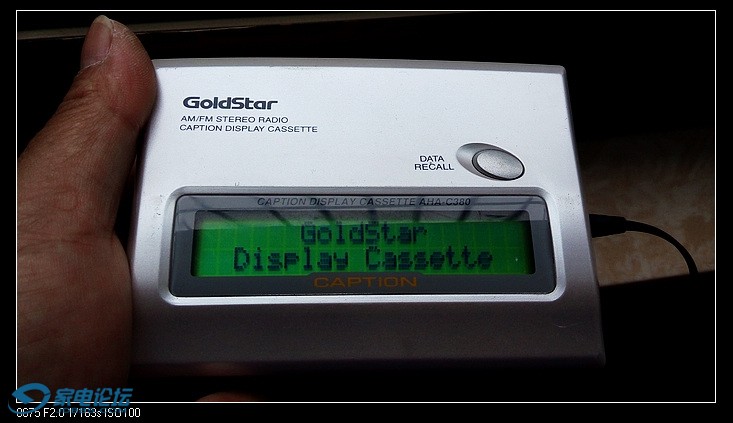 GoldStar
AM/FM STEREO RADIO
CAPTION DISPLAY CASSETTE
DATA
RECALL
CAPTION DISPLAY CASSETTE AHA-C380
GoldStar
Display Cassette
CAPTION
家电论坛
9675 F2.0 1/163s ISO100